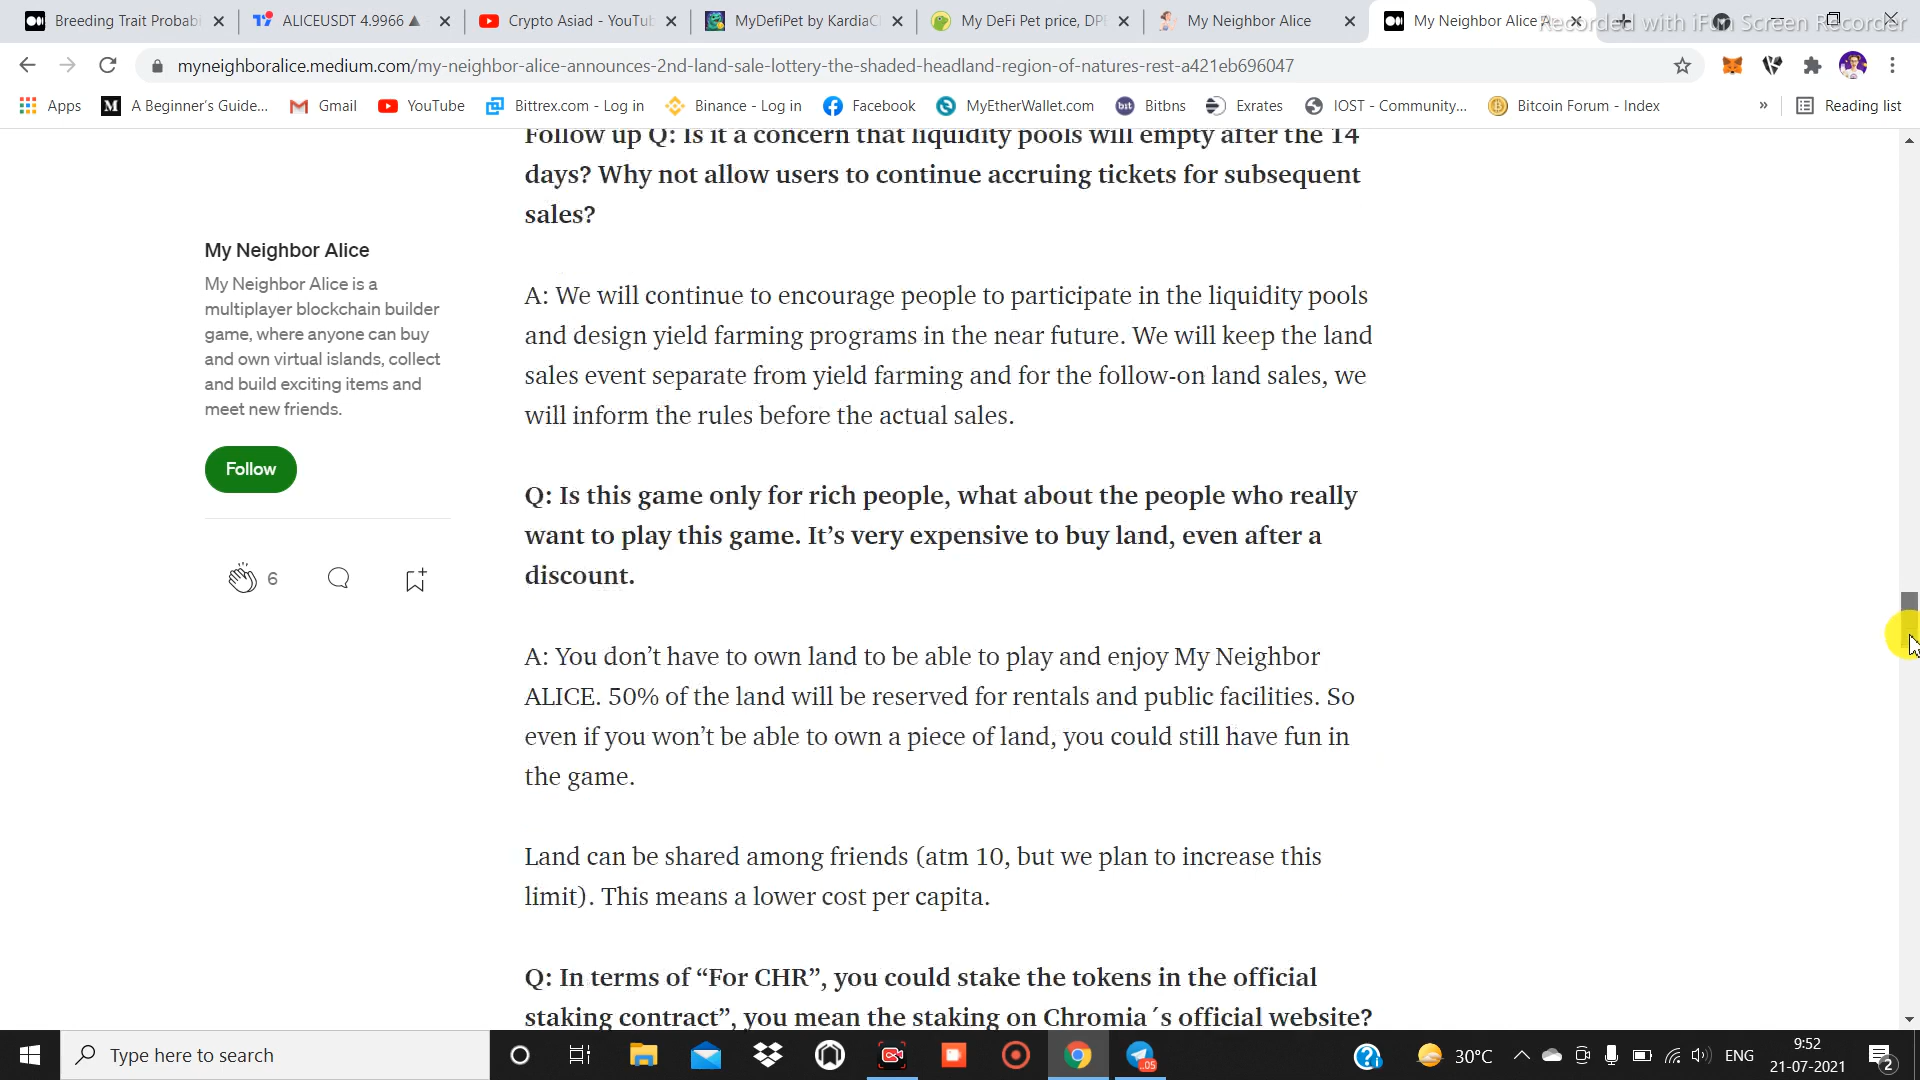 Breeding Trait Probabi
ALICEUSDT 4.9966 ▲
Crypto Asiad - YouTub
MyDefiPet by KardiaC
My DeFi Pet price, DPE
My Neighbor Alice
My Neighbor Alice A
Recorded with iFun Screen Recorder
myneighboralice.medium.com/my-neighbor-alice-announces-2nd-land-sale-lottery-the-shaded-headland-region-of-natures-rest-a421eb696047
Apps
A Beginner's Guide...
Gmail
YouTube
Bittrex.com - Log in
Binance - Log in
Facebook
MyEtherWallet.com
Bitbns
Exrates
IOST - Community...
Bitcoin Forum - Index
»
Reading list
Follow up Q: Is it a concern that liquidity pools will empty after the 14
days? Why not allow users to continue accruing tickets for subsequent
sales?
My Neighbor Alice
My Neighbor Alice is a
multiplayer blockchain builder
game, where anyone can buy
and own virtual islands, collect
and build exciting items and
meet new friends.
Follow
6
A: We will continue to encourage people to participate in the liquidity pools
and design yield farming programs in the near future. We will keep the land
sales event separate from yield farming and for the follow-on land sales, we
will inform the rules before the actual sales.
Q: Is this game only for rich people, what about the people who really
want to play this game. It’s very expensive to buy land, even after a
discount.
A: You don’t have to own land to be able to play and enjoy My Neighbor
ALICE. 50% of the land will be reserved for rentals and public facilities. So
even if you won’t be able to own a piece of land, you could still have fun in
the game.
Land can be shared among friends (atm 10, but we plan to increase this
limit). This means a lower cost per capita.
Q: In terms of “For CHR”, you could stake the tokens in the official
staking contract”, you mean the staking on Chromia´s official website?
Type here to search
.05
30°C
ENG
9:52
21-07-2021
2